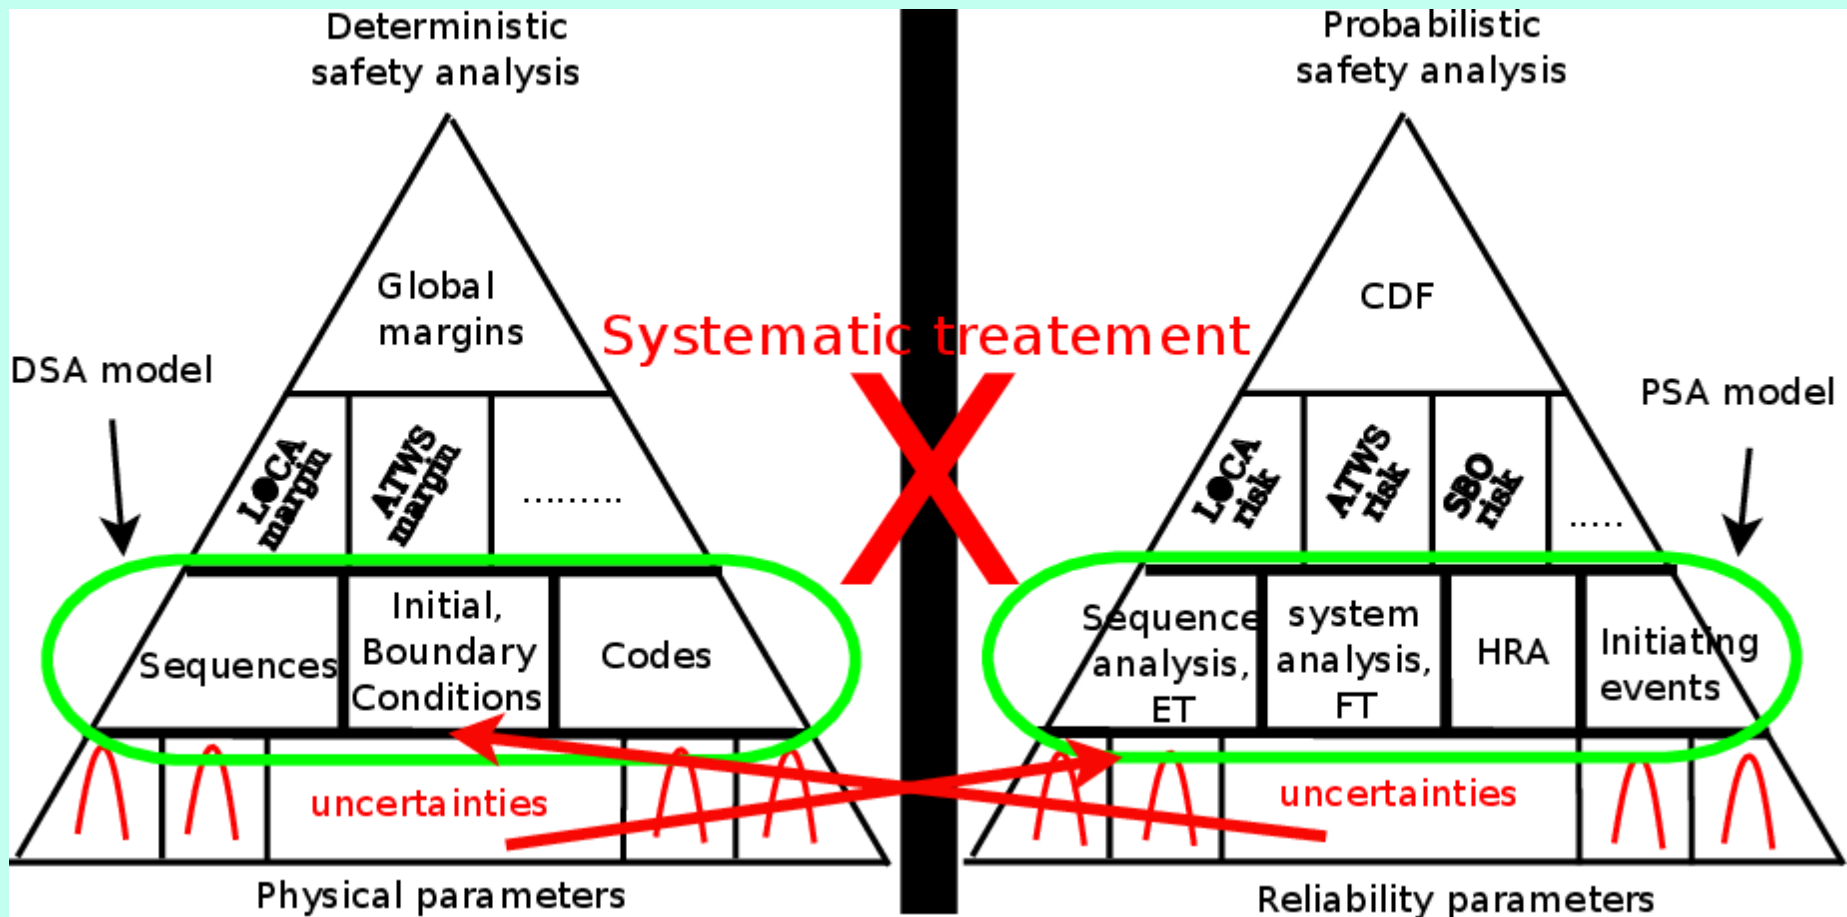 Deterministic
safety analysis
Global
margins
DSA model
LOCA
margin
ATWS
margin
.........
Sequences
Initial,
Boundary
Conditions
Codes
uncertainties
Physical parameters
Systematic treatement
X
Probabilistic
safety analysis
CDF
PSA model
LOCA
risk
ATWS
risk
SBO
risk
.....
Sequence
analysis,
ET
system
analysis,
FT
HRA
Initiating
events
uncertainties
Reliability parameters